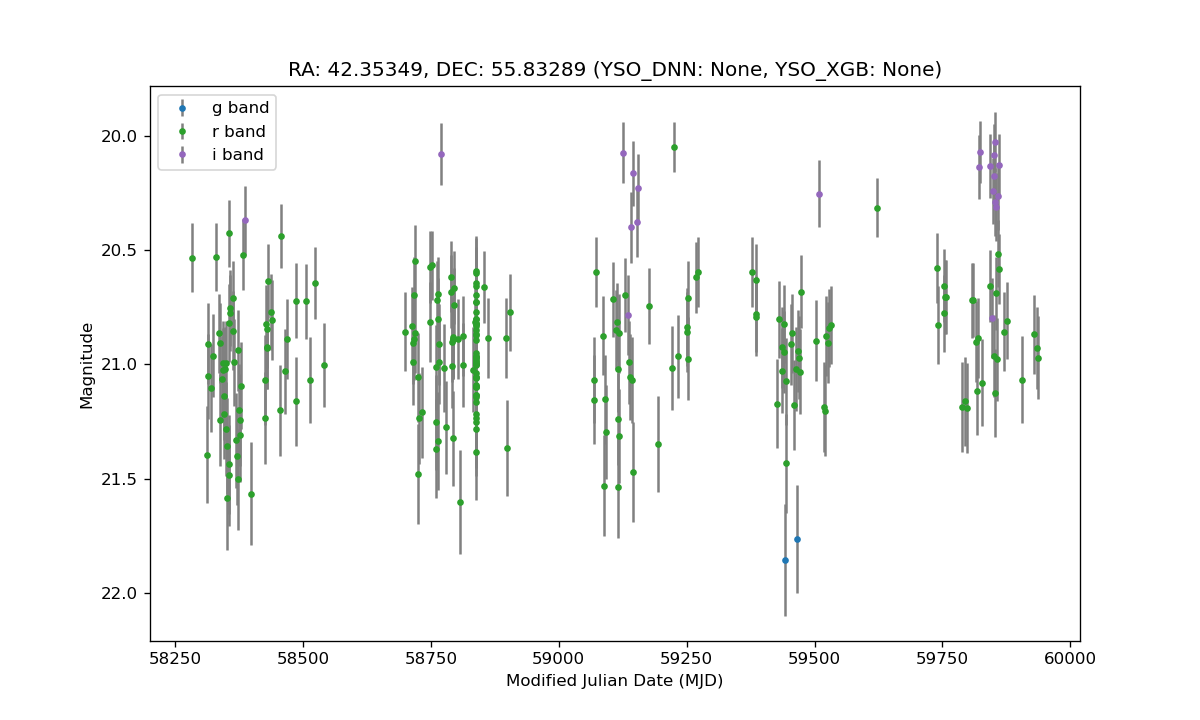 RA: 42.35349, DEC: 55.83289 (YSO_DNN: None, YSO_XGB: None)
g band
r band
i band
20.0
20.5
21.0
21.5
22.0
Magnitude
58250 58500 58750 59000 59250 59500 59750 60000
Modified Julian Date (MJD)